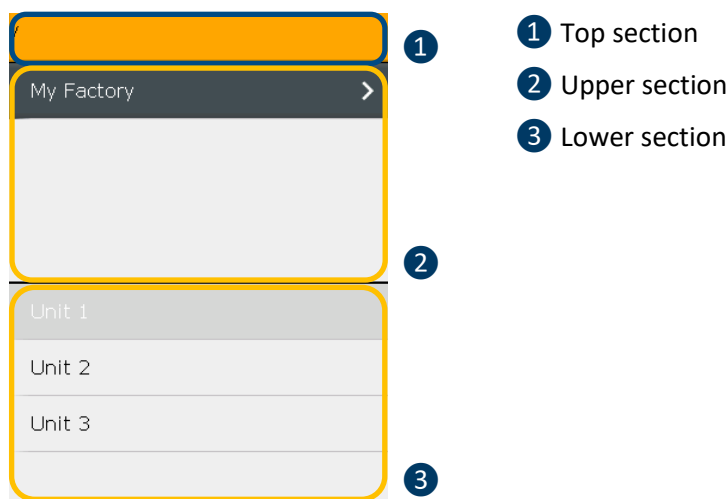 /
1
1 Top section
My Factory
2 Upper section
3 Lower section
2
Unit 1
Unit 2
Unit 3
3